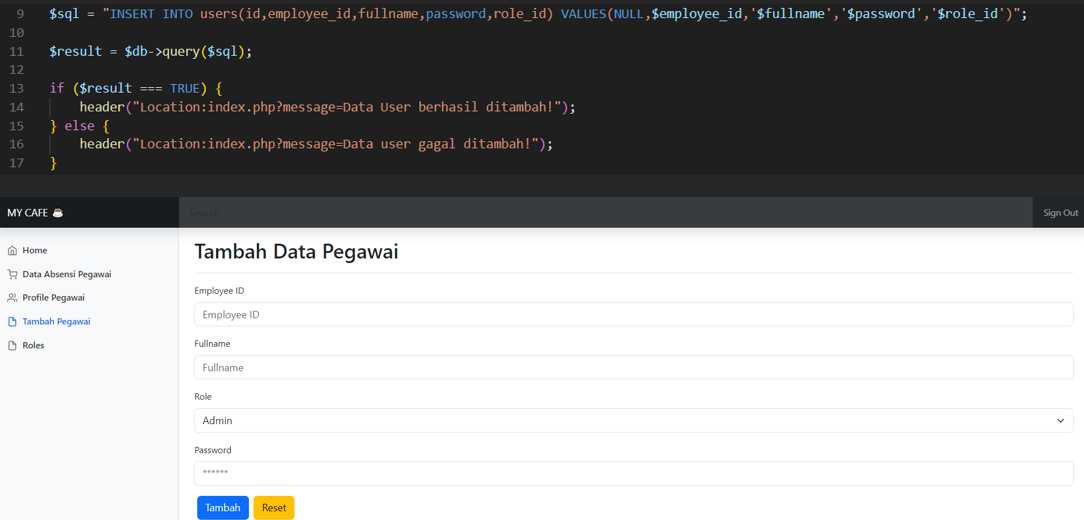 9 $sql = "INSERT INTO users(id,employee_id,fullname,password,role_id) VALUES(NULL,$employee_id,'$fullname','$password','$role_id')";
10
11 $result = $db->query($sql);
12
13 if ($result === TRUE) {
14 header("Location:index.php?message=Data User berhasil ditambah!");
15 } else {
16 header("Location:index.php?message=Data user gagal ditambah!");
17 }
MY CAFE ☕ Search Sign Out
Home
Data Absensi Pegawai
Profile Pegawai
Tambah Pegawai
Roles
Tambah Data Pegawai
Employee ID
Employee ID
Fullname
Fullname
Role
Admin
Password
******
Tambah Reset